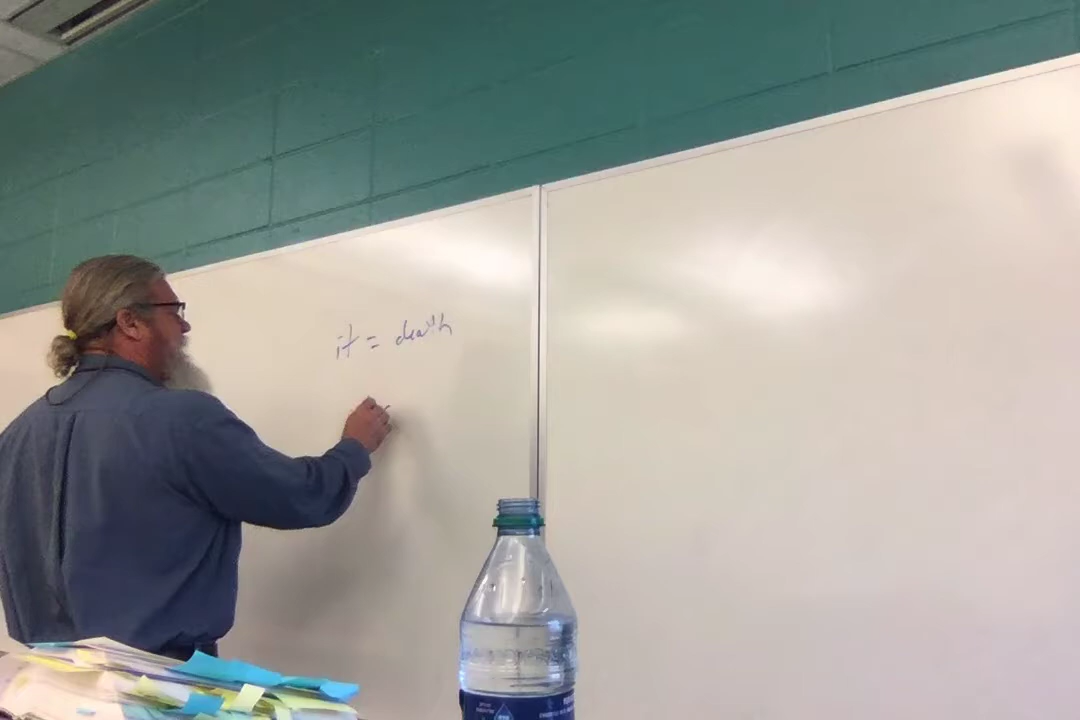 it = death